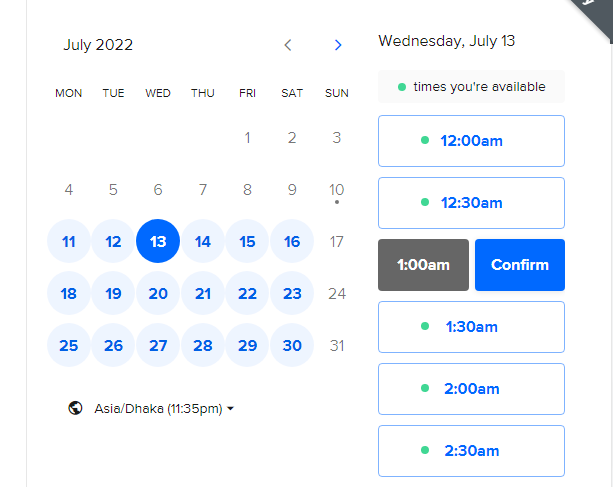 July 2022
MON TUE WED THU FRI SAT SUN
1 2 3
4 5 6 7 8 9 10
11 12 13 14 15 16 17
18 19 20 21 22 23 24
25 26 27 28 29 30 31
Asia/Dhaka (11:35pm)
Wednesday, July 13
times you're available
12:00am
12:30am
1:00am Confirm
1:30am
2:00am
2:30am